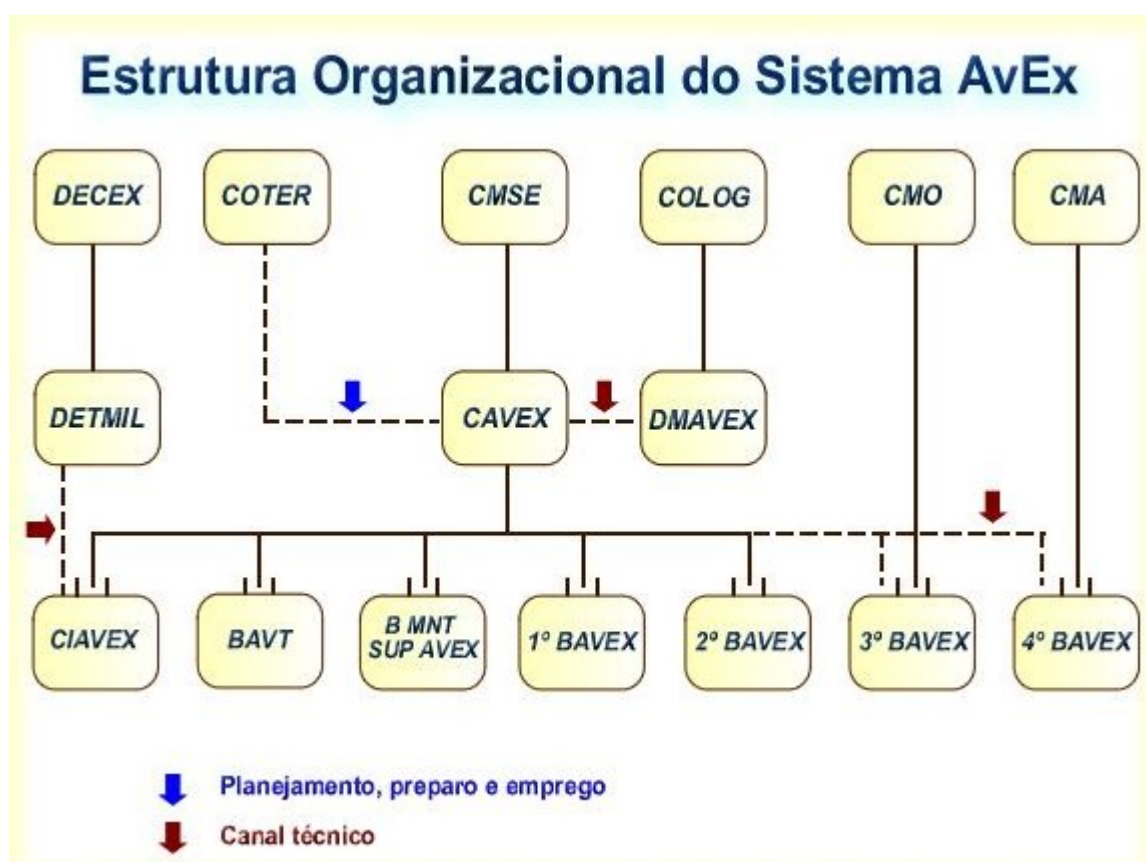 Estrutura Organizacional do Sistema AvEx
DECEX
COTER
CMSE
COLOG
CMO
CMA
DETMIL
CAVEX
DMAVEX
CIAVEX
BAVT
B MNT
SUP AVEX
1º BAVEX
2º BAVEX
3º BAVEX
4º BAVEX
Planejamento, preparo e emprego
Canal técnico